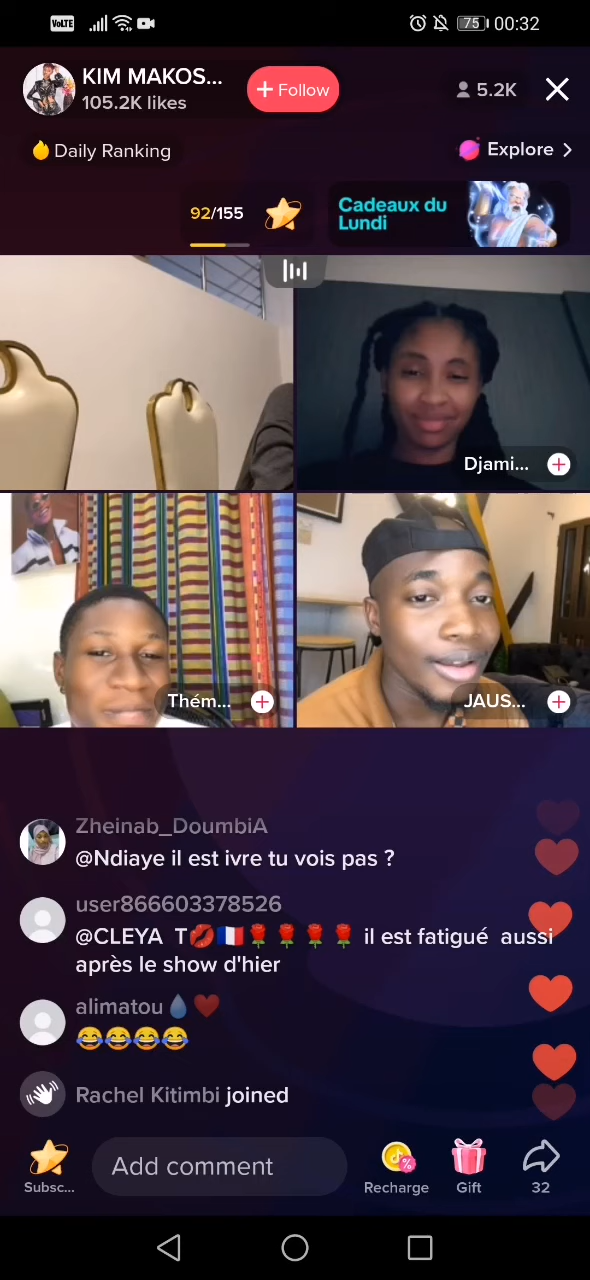 VoLTE
75 00:32
KIM MAKOS...
105.2K likes
+ Follow
5.2K
Daily Ranking
Explore >
92/155
Cadeaux du
Lundi
Djami...
Thém...
JAUS...
Zheinab_DoumbiA
@Ndiaye il est ivre tu vois pas ?
user866603378526
@CLEYA T💋🇫🇷🌹🌹🌹🌹 il est fatigué aussi
après le show d'hier
alimatou💧❤️
😂😂😂😂
Rachel Kitimbi joined
Subsc...
Add comment
Recharge
Gift
32